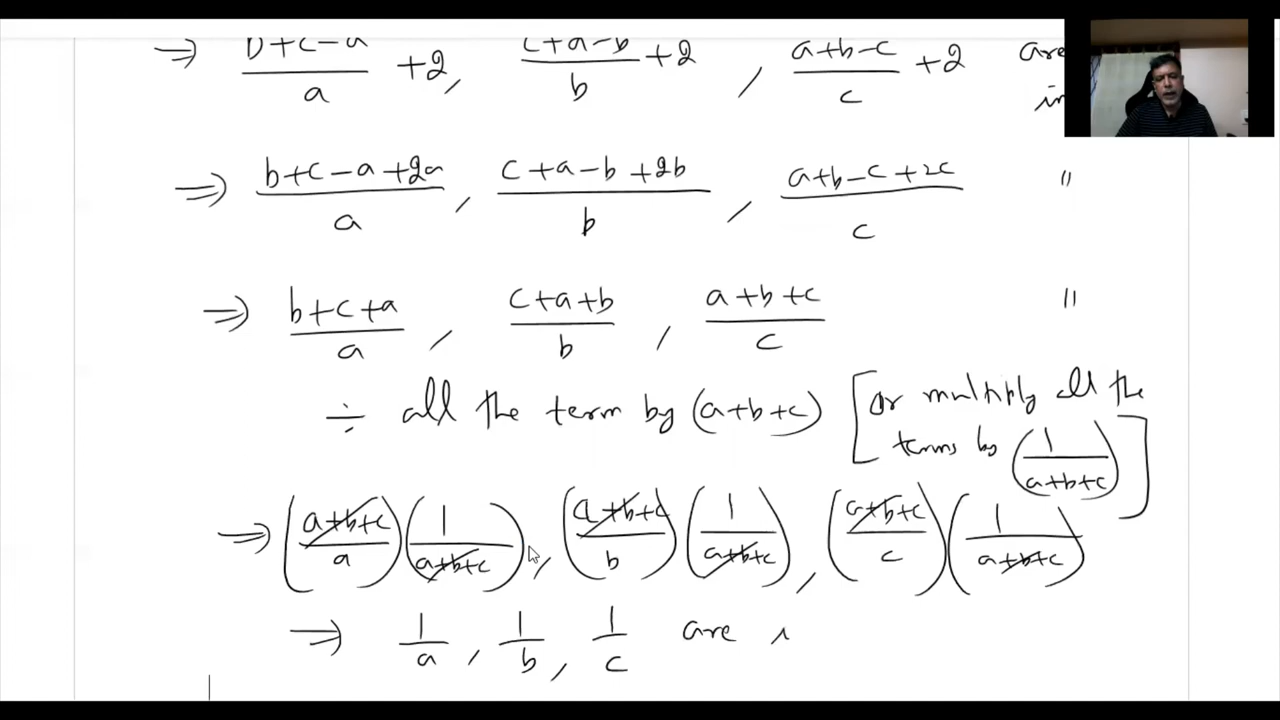 ⇒ (b+c-a)/a +2, (c+a-b)/b +2, (a+b-c)/c +2 are
in
⇒ (b+c-a+2a)/a, (c+a-b+2b)/b, (a+b-c+2c)/c "
⇒ (b+c+a)/a, (c+a+b)/b, (a+b+c)/c "
÷ all the term by (a+b+c) [or multiply all the
terms by (1/(a+b+c))]
⇒ ((a+b+c)/a)(1/(a+b+c)), ((a+b+c)/b)(1/(a+b+c)), ((a+b+c)/c)(1/(a+b+c))
⇒ 1/a, 1/b, 1/c are